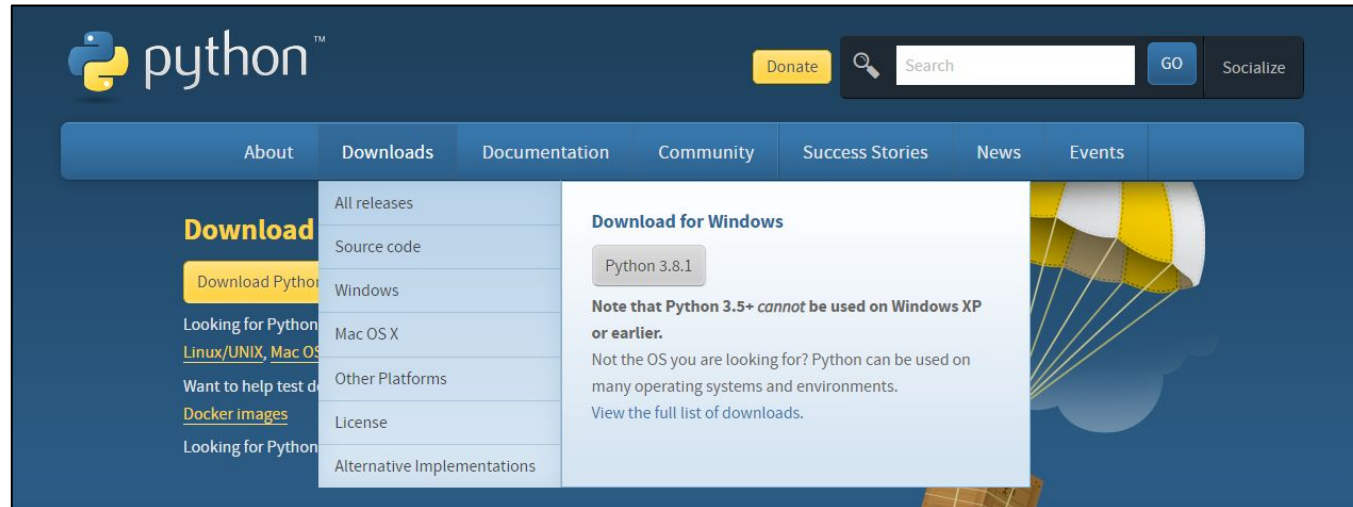 python™
Donate
Search
GO
Socialize
About Downloads Documentation Community Success Stories News Events
Download
Download Python
Looking for Python
Linux/UNIX, Mac OS
Want to help test
Docker images
Looking for Python
All releases
Source code
Windows
Mac OS X
Other Platforms
License
Alternative Implementations
Download for Windows
Python 3.8.1
Note that Python 3.5+ cannot be used on Windows XP
or earlier.
Not the OS you are looking for? Python can be used on
many operating systems and environments.
View the full list of downloads.